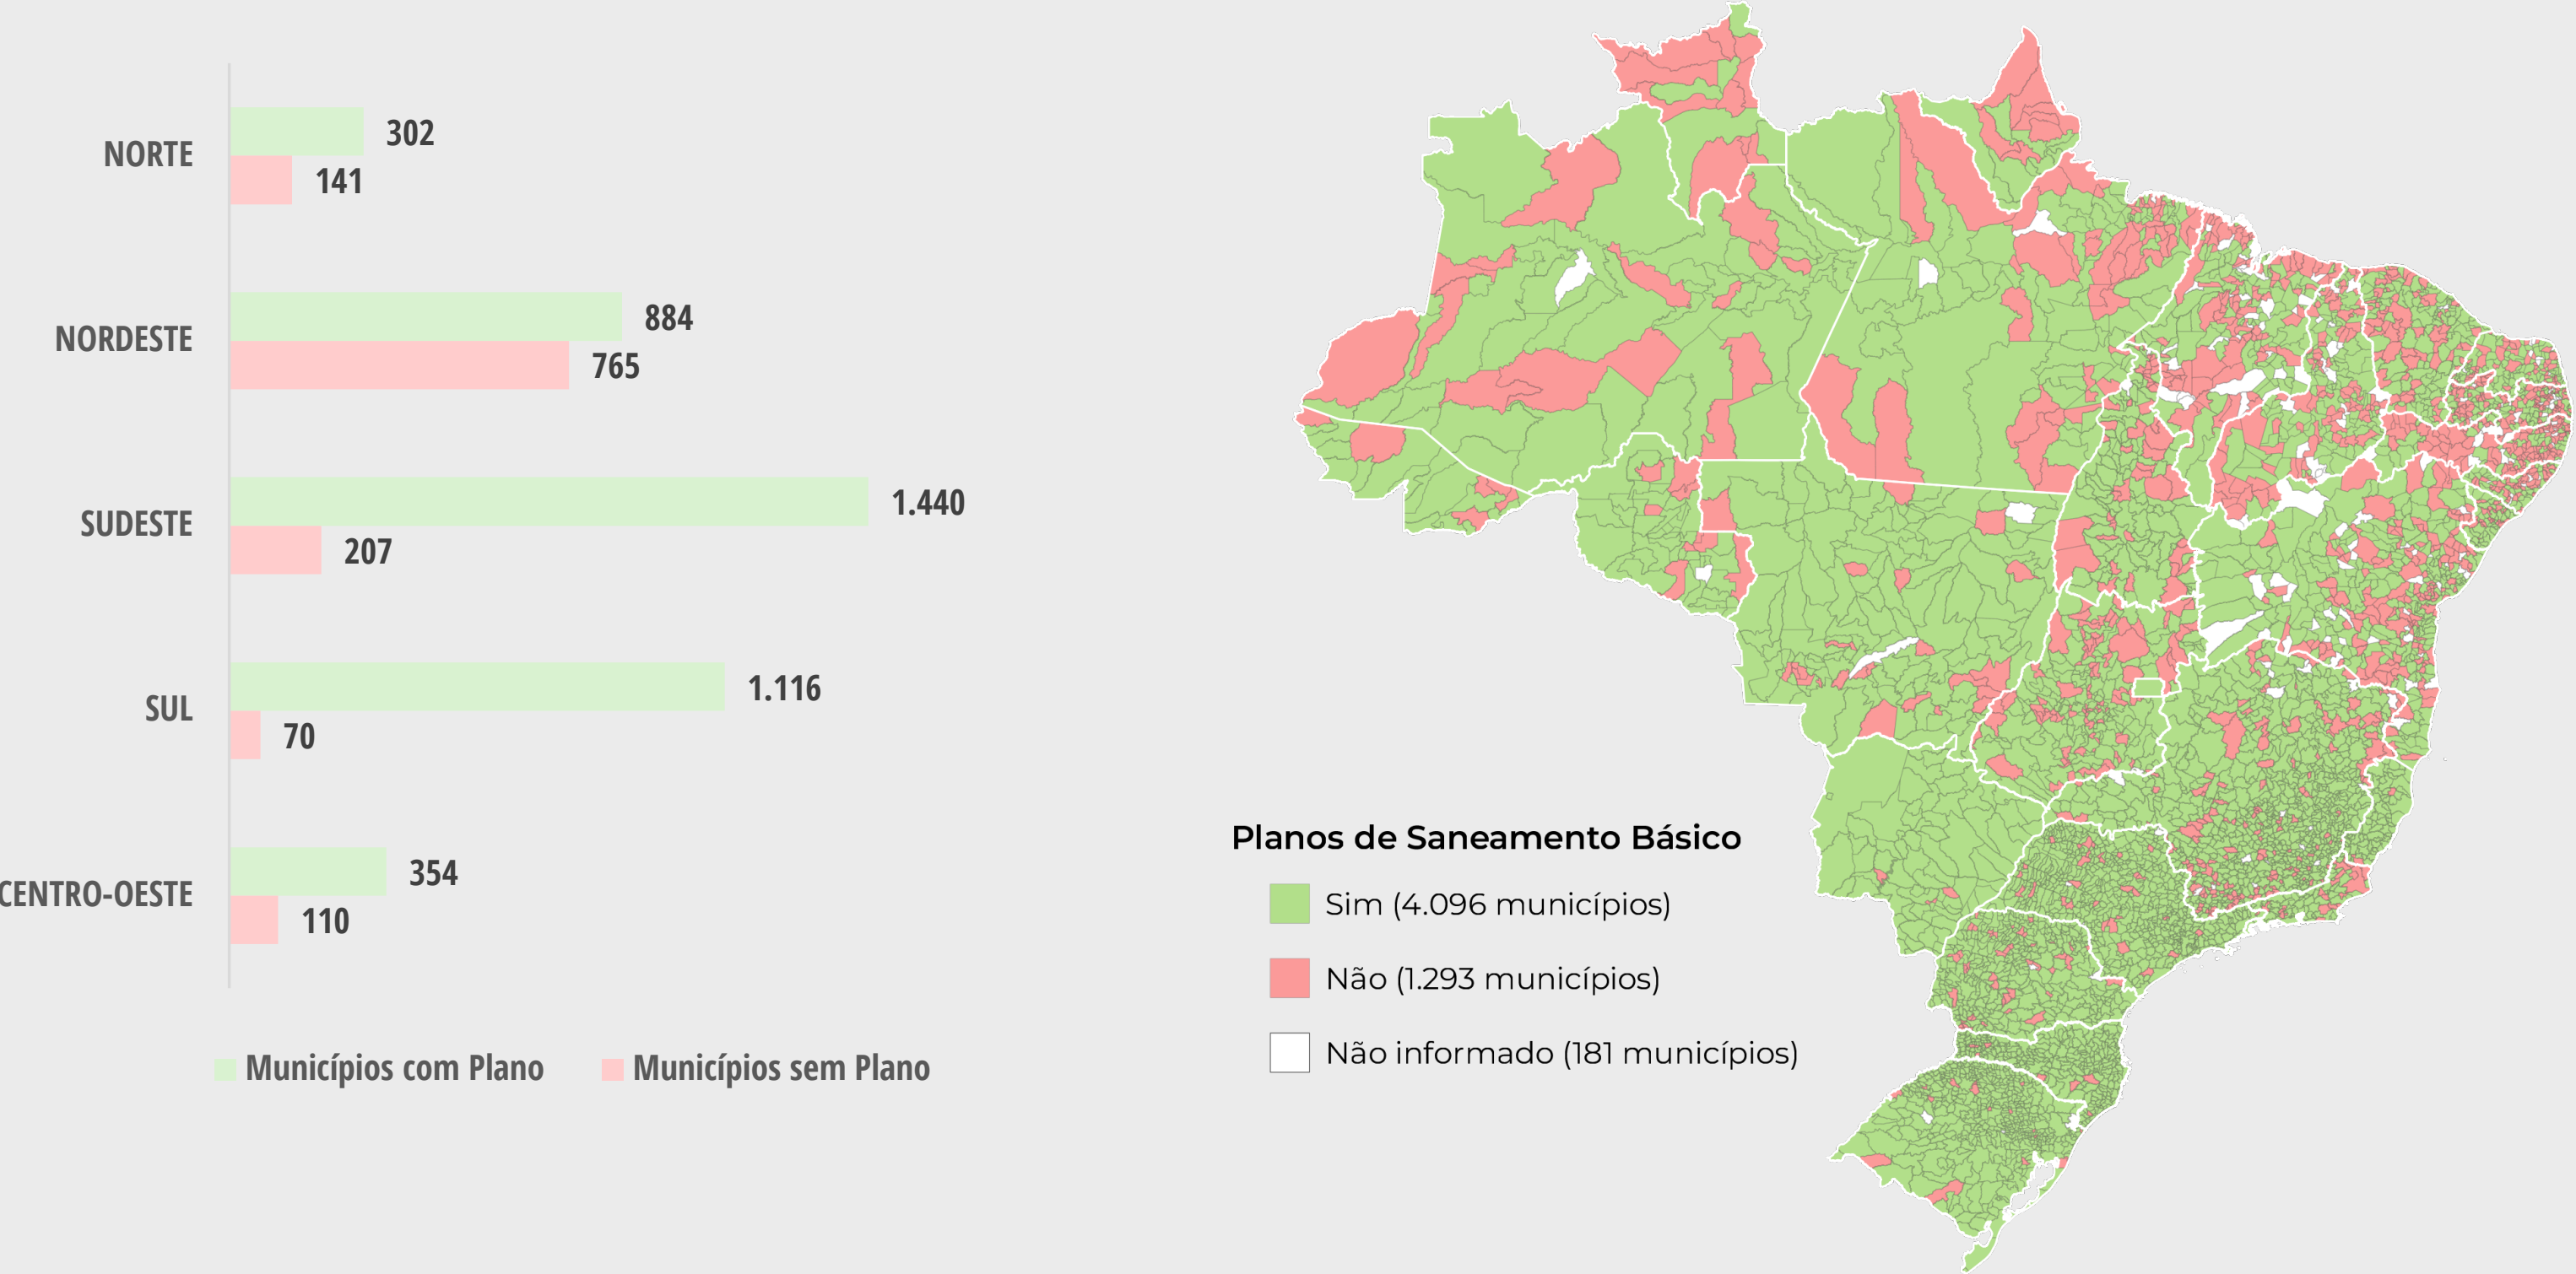 NORTE
302
141
NORDESTE
884
765
SUDESTE
1.440
207
SUL
1.116
70
CENTRO-OESTE
354
110
Municípios com Plano
Municípios sem Plano
Planos de Saneamento Básico
Sim (4.096 municípios)
Não (1.293 municípios)
Não informado (181 municípios)